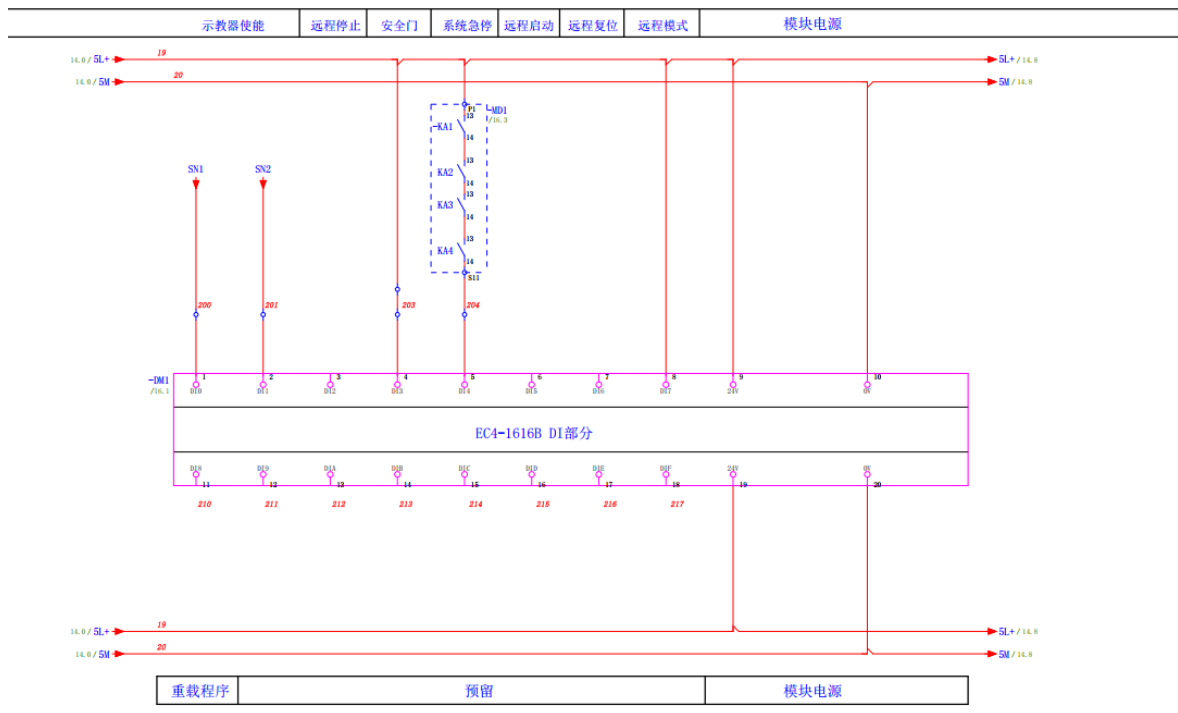 示教器使能 远程停止 安全门 系统急停 远程启动 远程复位 远程模式 模块电源
19
14.0/5L+ 5L+/14.8
20
14.0/5M 5M/14.8
P1 -MD1
13 /16.3
-KA1
14
SN1 SN2 13
KA2
14
13
KA3
14
13
KA4
14
S11
200 201 203 204
-DM1 1 2 3 4 5 6 7 8 9 10
/16.1 DI0 DI1 DI2 DI3 DI4 DI5 DI6 DI7 24V 0V
EC4-1616B DI部分
DI8 DI9 DIA DIB DIC DID DIE DIF 24V 0V
11 12 13 14 15 16 17 18 19 20
210 211 212 213 214 215 216 217
19
14.0/5L+ 5L+/14.8
20
14.0/5M 5M/14.8
重载程序 预留 模块电源